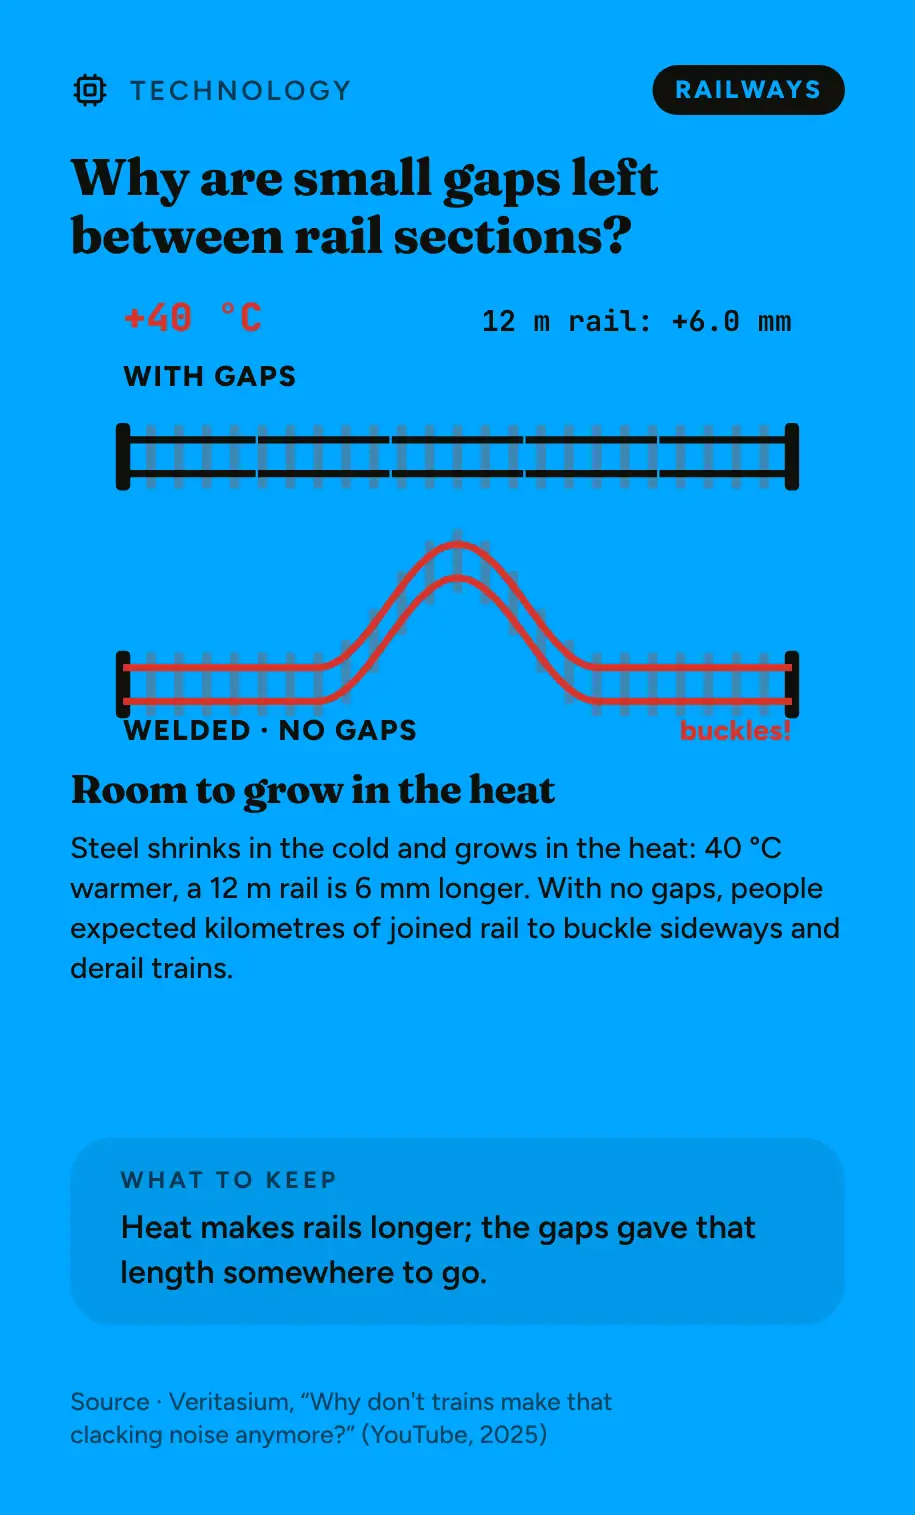 TECHNOLOGY
RAILWAYS
Why are small gaps left
between rail sections?
+40 °C
12 m rail: +6.0 mm
WITH GAPS
WELDED · NO GAPS
buckles!
Room to grow in the heat
Steel shrinks in the cold and grows in the heat: 40 °C
warmer, a 12 m rail is 6 mm longer. With no gaps, people
expected kilometres of joined rail to buckle sideways and
derail trains.
WHAT TO KEEP
Heat makes rails longer; the gaps gave that
length somewhere to go.
Source · Veritasium, “Why don't trains make that
clacking noise anymore?” (YouTube, 2025)